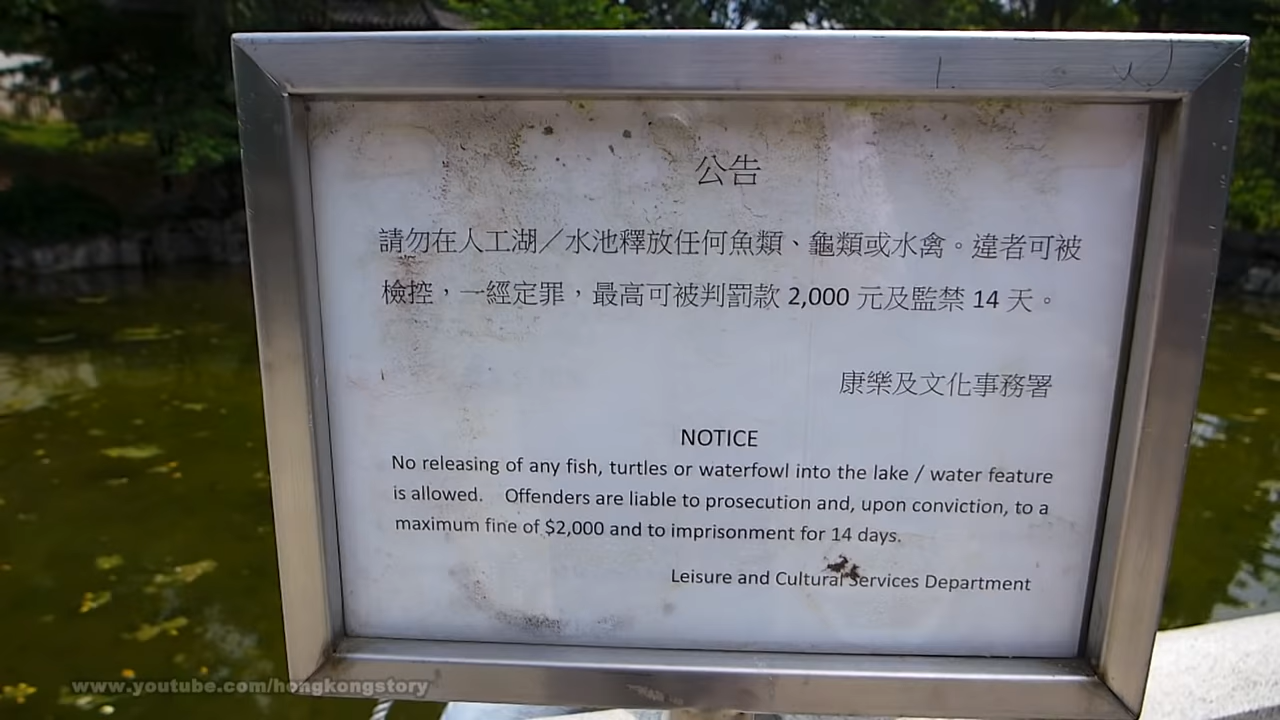 公告
請勿在人工湖／水池釋放任何魚類、龜類或水禽。違者可被
檢控，一經定罪，最高可被判罰款 2,000 元及監禁 14 天。
康樂及文化事務署
NOTICE
No releasing of any fish, turtles or waterfowl into the lake / water feature
is allowed. Offenders are liable to prosecution and, upon conviction, to a
maximum fine of $2,000 and to imprisonment for 14 days.
Leisure and Cultural Services Department
www.youtube.com/hongkongstory